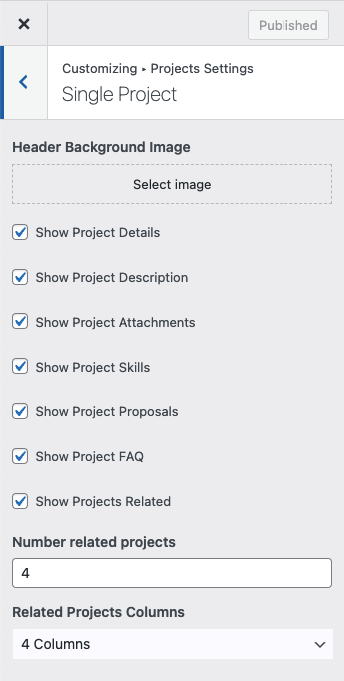 Published
Customizing ▸ Projects Settings
Single Project
Header Background Image
Select image
Show Project Details
Show Project Description
Show Project Attachments
Show Project Skills
Show Project Proposals
Show Project FAQ
Show Projects Related
Number related projects
4
Related Projects Columns
4 Columns